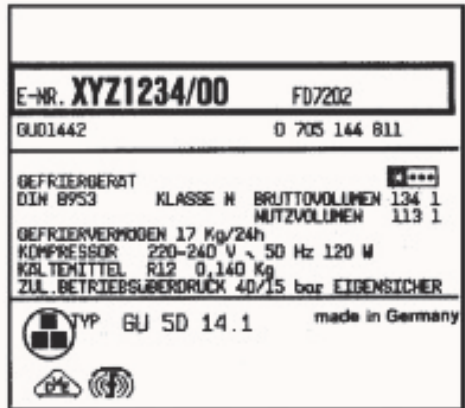 E-NR. XYZ1234/00 FD7202
GUD1442 0 705 144 811
GEFRIERGERÄT
DIN 8953 KLASSE N BRUTTOVOLUMEN 134 l
NUTZVOLUMEN 113 l
GEFRIERVERMÖGEN 17 Kg/24h
KOMPRESSOR 220-240 V ~ 50 Hz 120 W
KÄLTEMITTEL R12 0,140 Kg
ZUL.BETRIEBSÜBERDRUCK 40/15 bar EIGENSICHER
TYP GU 5D 14.1 made in Germany